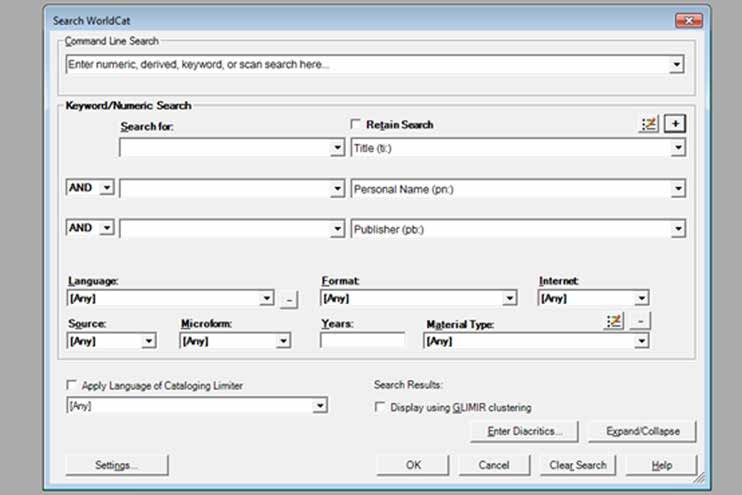 Search WorldCat
Command Line Search
Enter numeric, derived, keyword, or scan search here...
Keyword/Numeric Search
Search for:
Retain Search
+
Title (ti:)
AND
Personal Name (pn:)
AND
Publisher (pb:)
Language:
Format:
Internet:
[Any]
-
[Any]
[Any]
Source:
Microform:
Years:
Material Type:
-
[Any]
[Any]
[Any]
Apply Language of Cataloging Limiter
Search Results:
[Any]
Display using GLIMIR clustering
Enter Diacritics...
Expand/Collapse
Settings...
OK
Cancel
Clear Search
Help